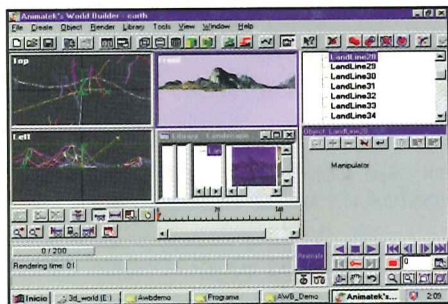 Animatek's World Builder - earth
File Create Object Render Library Tools View Window Help
Top
Front
LandLine28
LandLine29
LandLine30
LandLine31
LandLine32
LandLine33
LandLine34
Left
Library - Landscape
Object: LandLine28
Manipulator
75
0 / 200
Animate
Rendering time: 0:
Q
Inicio
3d_world (E:)
Awbdemo
Programa
AWB_Demo
Animatek's...